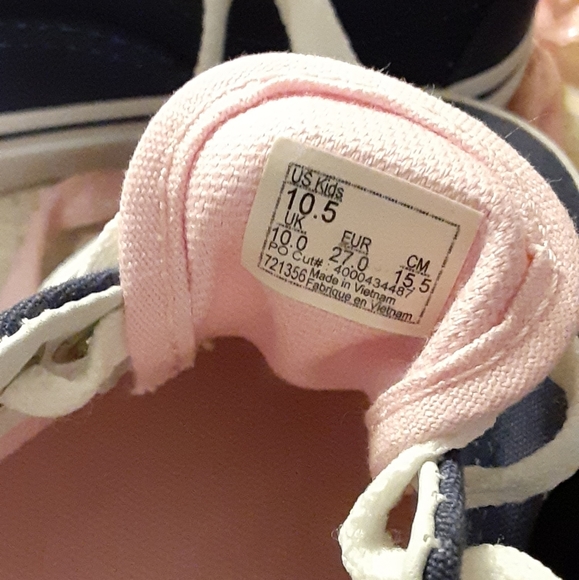 US Kids
10.5
UK EUR CM
10.0 27.0 15.5
PO Cut# : 4000434487
721356 Made in Vietnam
Fabrique en Vietnam